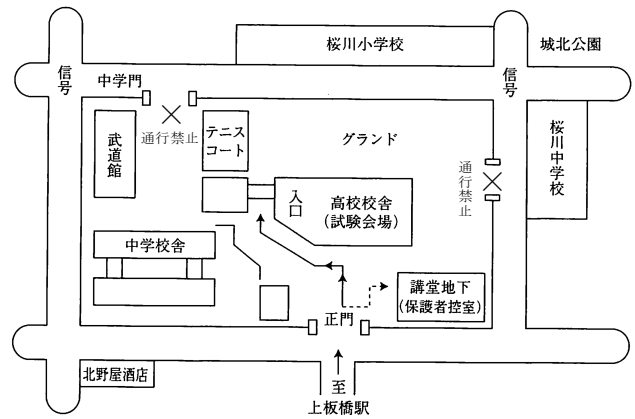 桜川小学校
城北公園
信号
信号
中学門
通行禁止
武道館
テニス
コート
グランド
桜川中学校
通行禁止
入口
高校校舎
(試験会場)
中学校舎
講堂地下
(保護者控室)
正門
北野屋酒店
至
上板橋駅